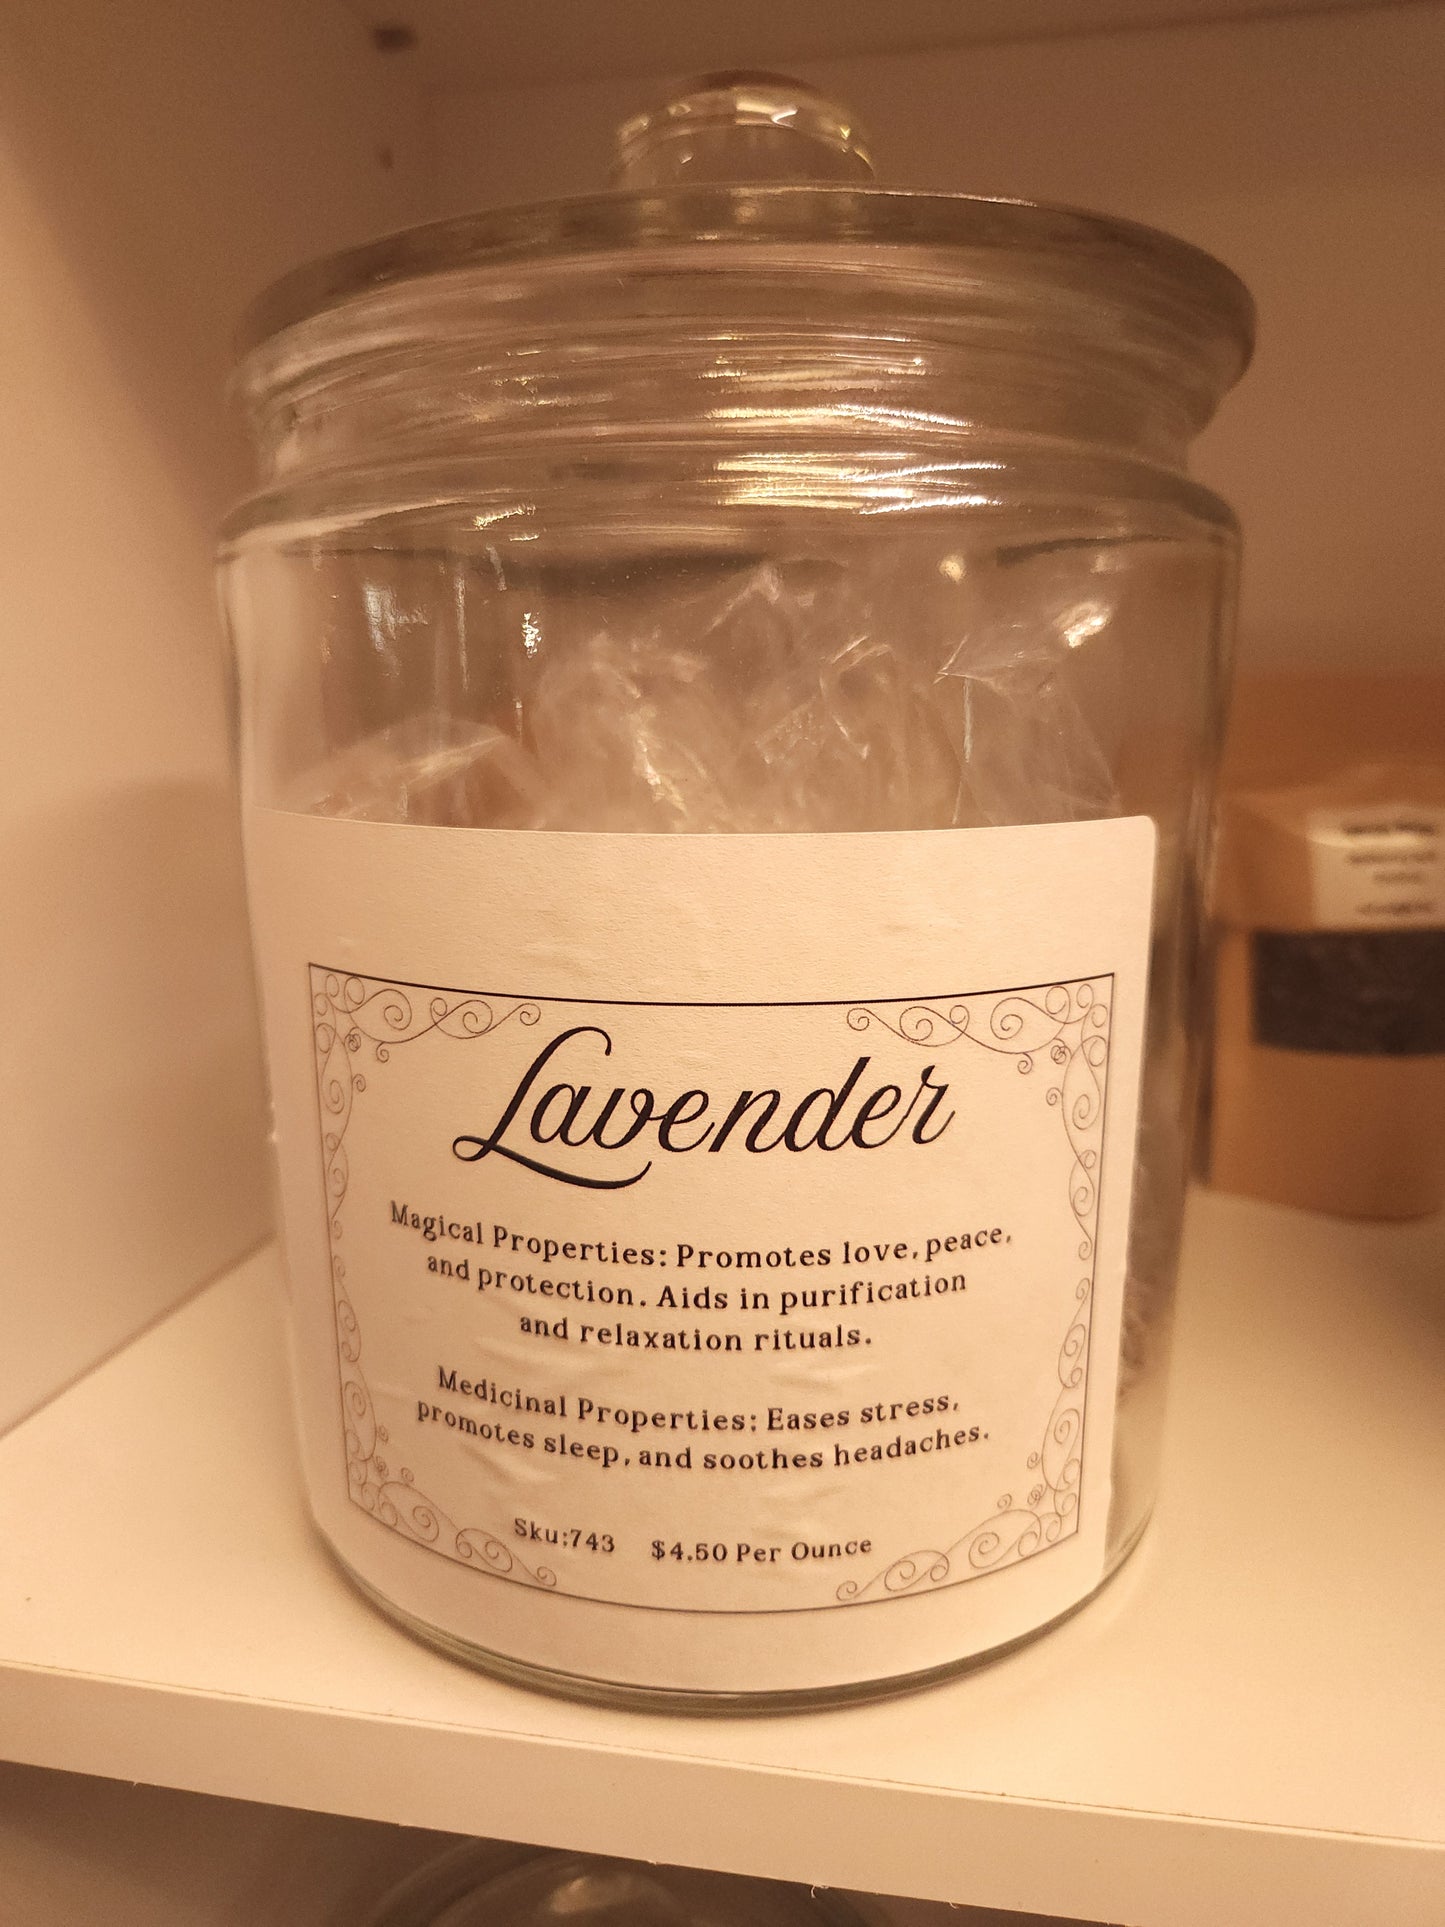 Lavender
Magical Properties: Promotes love, peace,
and protection. Aids in purification
and relaxation rituals.
Medicinal Properties: Eases stress,
promotes sleep, and soothes headaches.
Sku:743 $4.50 Per Ounce